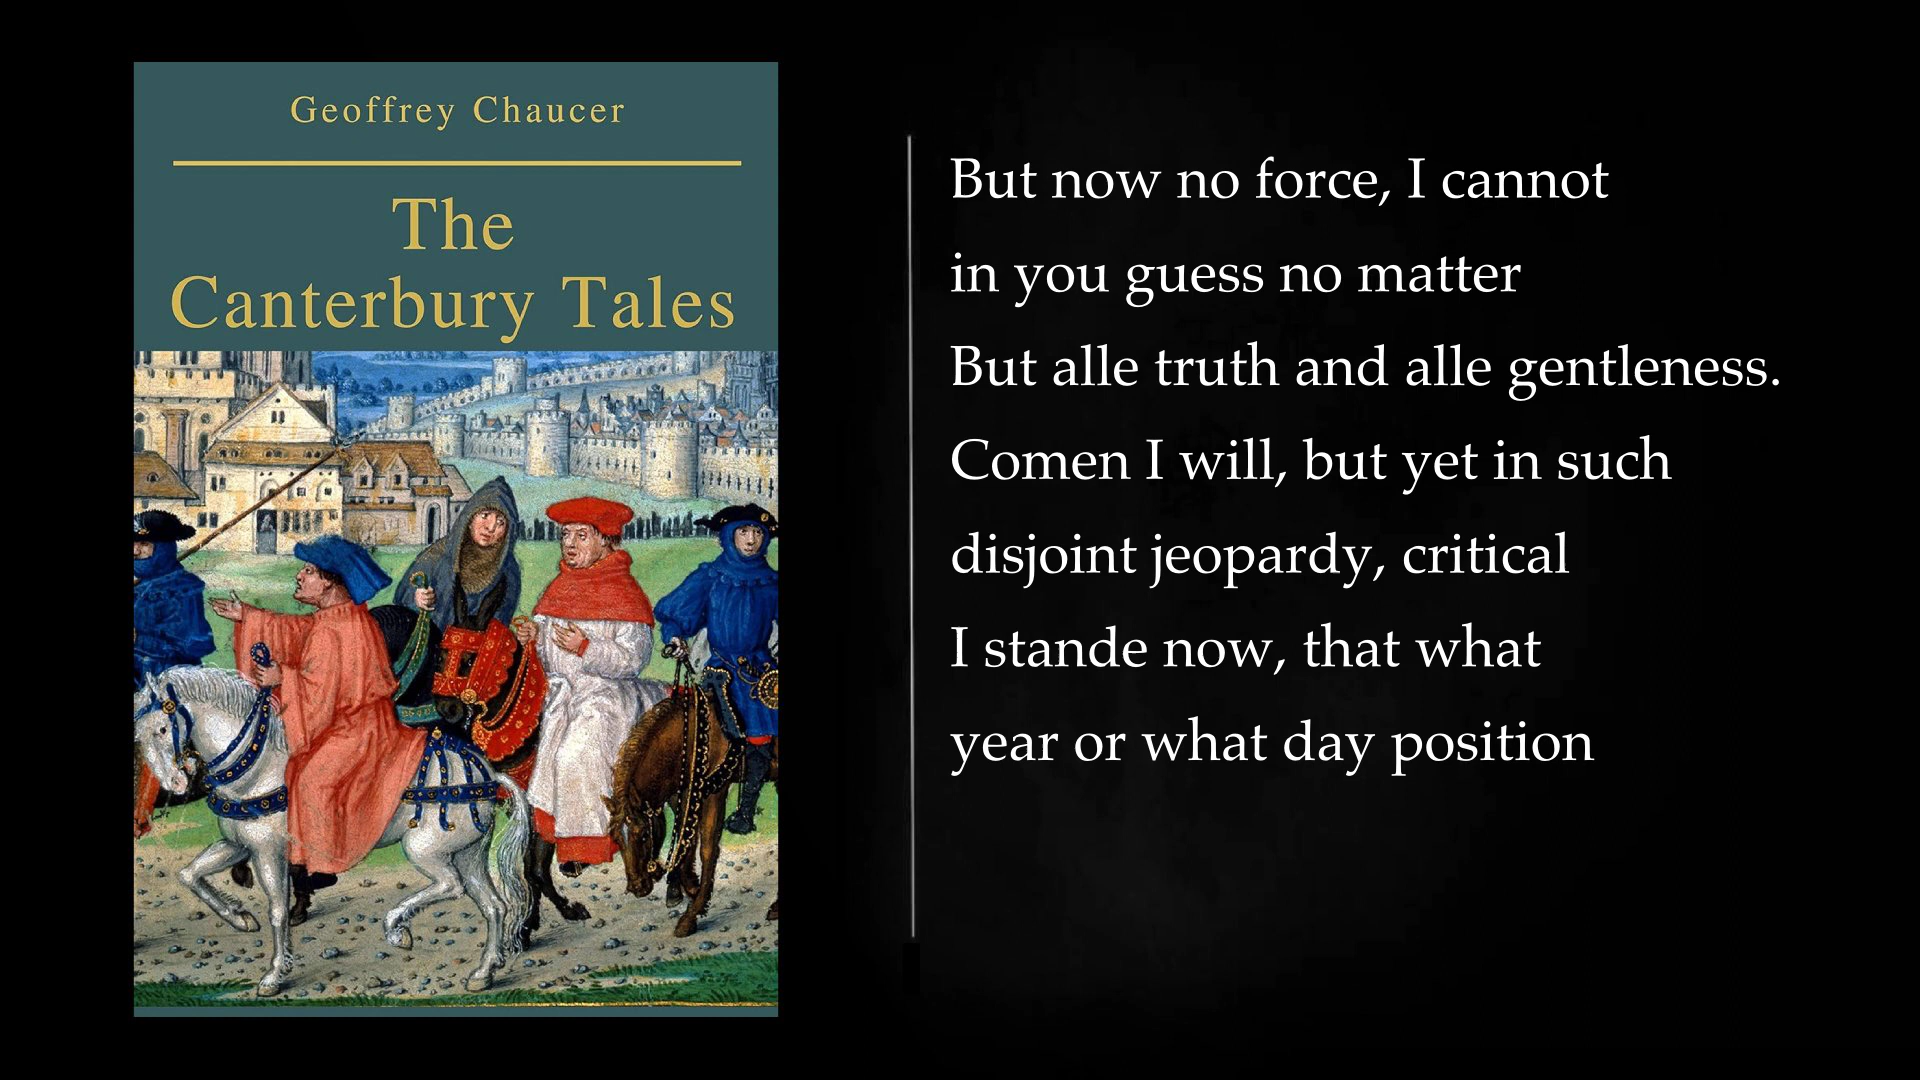 Geoffrey Chaucer
The
Canterbury Tales
But now no force, I cannot
in you guess no matter
But alle truth and alle gentleness.
Comen I will, but yet in such
disjoint jeopardy, critical
I stande now, that what
year or what day position